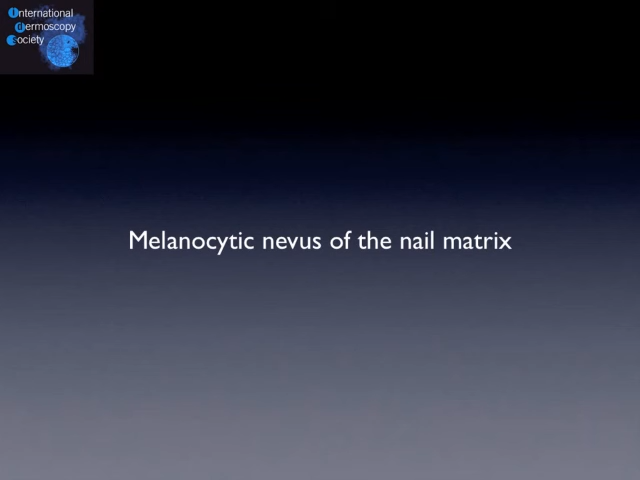 International
Dermoscopy
Society
Melanocytic nevus of the nail matrix